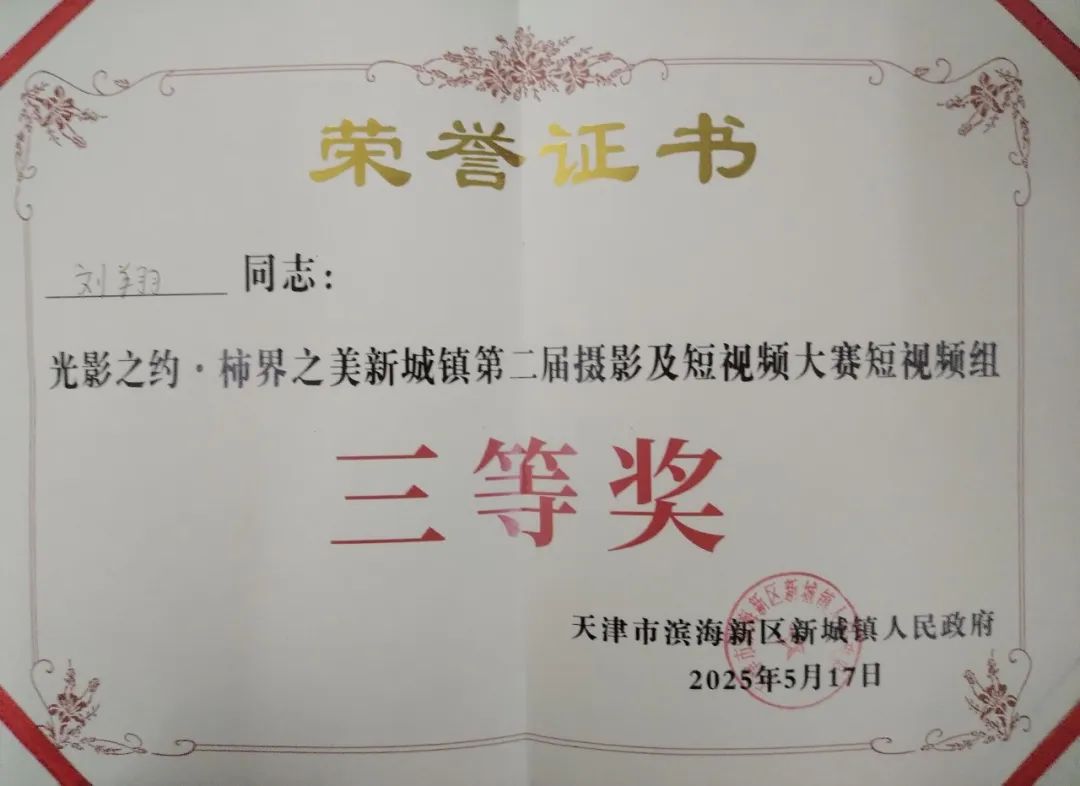 荣誉证书
刘翔羽 同志：
光影之约·柿界之美新城镇第二届摄影及短视频大赛短视频组
三等奖
天津市滨海新区新城镇人民政府
2025年5月17日